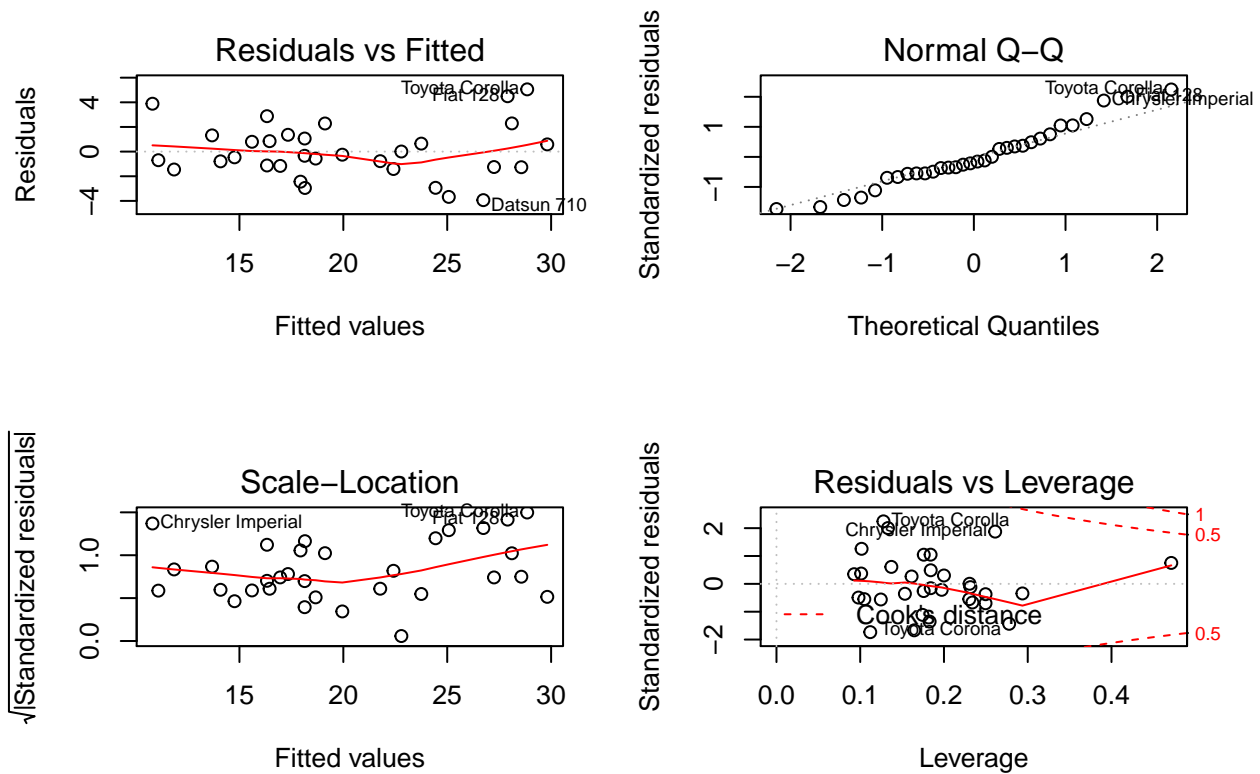 Residuals vs Fitted
Residuals
4
0
−4
Toyota Corolla
Fiat 128
Datsun 710
15 20 25 30
Fitted values
Normal Q−Q
Standardized residuals
1
−1
Toyota Corolla
Fiat 128
Chrysler Imperial
−2 −1 0 1 2
Theoretical Quantiles
Scale−Location
√|Standardized residuals|
1.0
0.0
Chrysler Imperial
Toyota Corolla
Fiat 128
15 20 25 30
Fitted values
Residuals vs Leverage
Standardized residuals
2
0
−2
Toyota Corolla
Chrysler Imperial
Cook's distance
Toyota Corona
1
0.5
0.5
0.0 0.1 0.2 0.3 0.4
Leverage